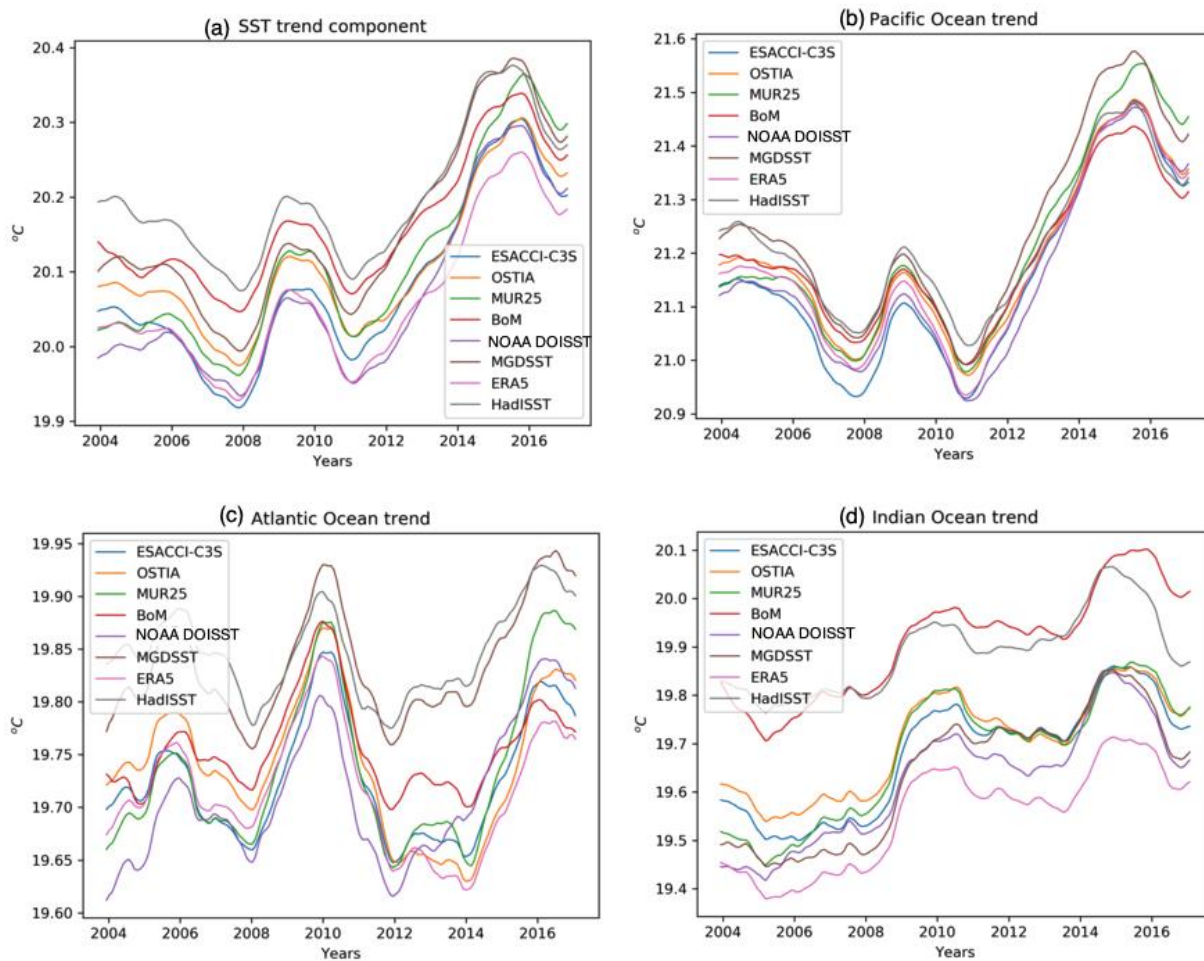 (a) SST trend component
20.4
20.3
20.2
20.1
20.0
19.9
°C
2004 2006 2008 2010 2012 2014 2016
Years
ESACCI-C3S
OSTIA
MUR25
BoM
NOAA DOISST
MGDSST
ERA5
HadISST
(b) Pacific Ocean trend
21.6
21.5
21.4
21.3
21.2
21.1
21.0
20.9
°C
2004 2006 2008 2010 2012 2014 2016
Years
ESACCI-C3S
OSTIA
MUR25
BoM
NOAA DOISST
MGDSST
ERA5
HadISST
(c) Atlantic Ocean trend
19.95
19.90
19.85
19.80
19.75
19.70
19.65
19.60
°C
2004 2006 2008 2010 2012 2014 2016
Years
ESACCI-C3S
OSTIA
MUR25
BoM
NOAA DOISST
MGDSST
ERA5
HadISST
(d) Indian Ocean trend
20.1
20.0
19.9
19.8
19.7
19.6
19.5
19.4
°C
2004 2006 2008 2010 2012 2014 2016
Years
ESACCI-C3S
OSTIA
MUR25
BoM
NOAA DOISST
MGDSST
ERA5
HadISST